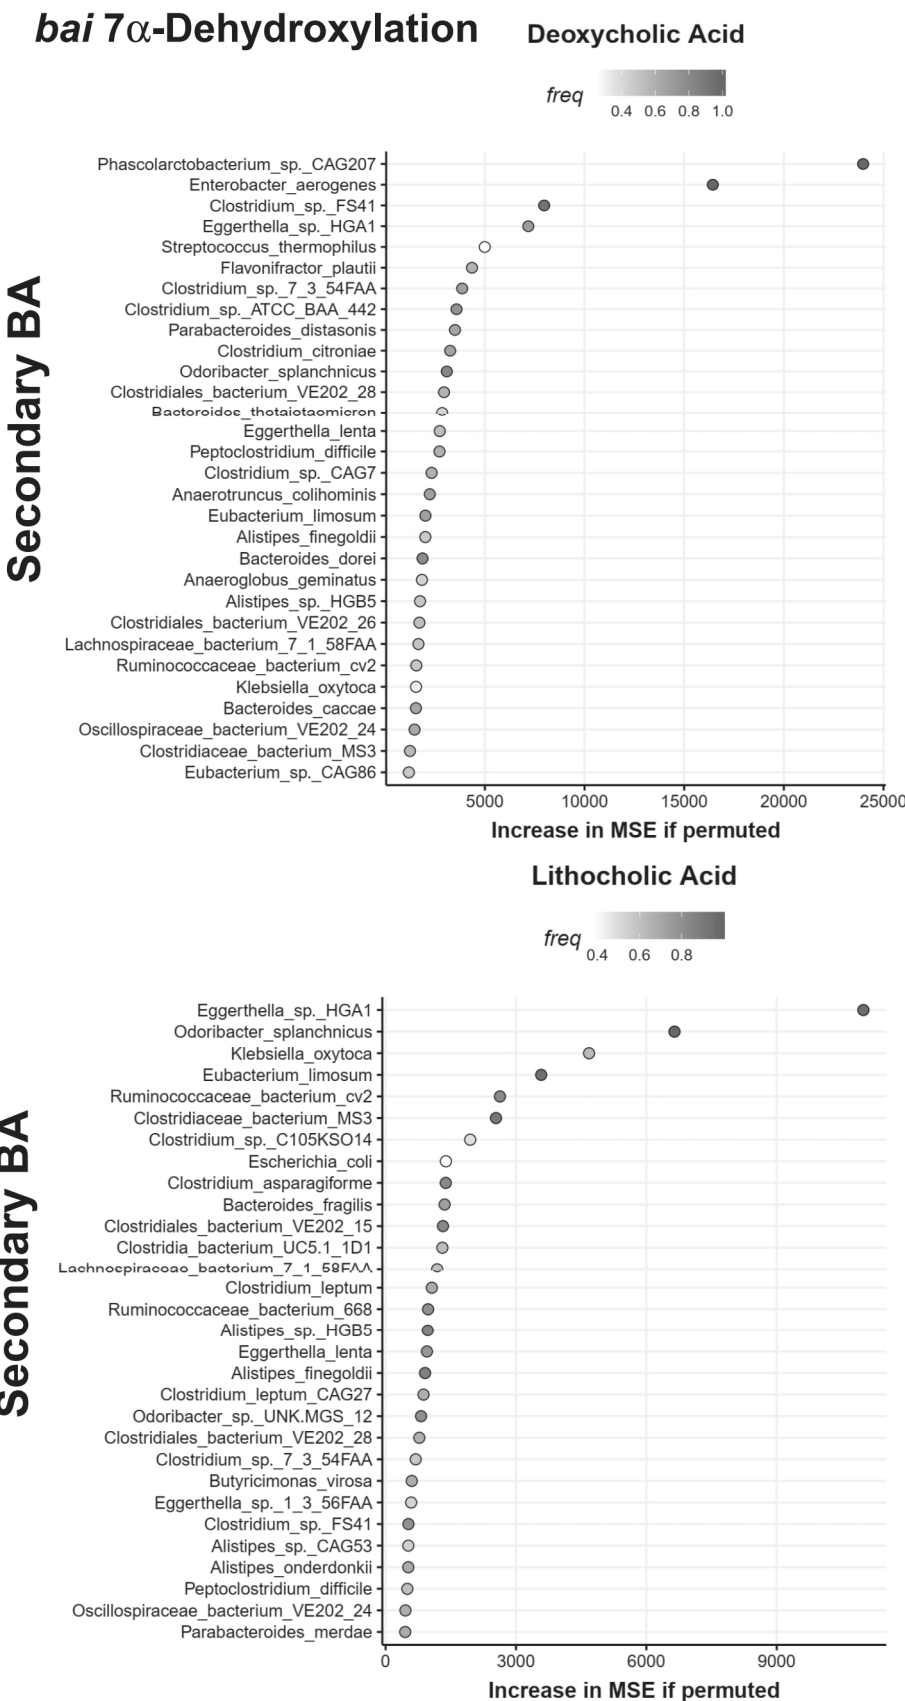 bai 7α-Dehydroxylation
Deoxycholic Acid
freq
0.4 0.6 0.8 1.0
Secondary BA
Phascolarctobacterium_sp._CAG207
Enterobacter_aerogenes
Clostridium_sp._FS41
Eggerthella_sp._HGA1
Streptococcus_thermophilus
Flavonifractor_plautii
Clostridium_sp._7_3_54FAA
Clostridium_sp._ATCC_BAA_442
Parabacteroides_distasonis
Clostridium_citroniae
Odoribacter_splanchnicus
Clostridiales_bacterium_VE202_28
Bacteroides_thetaiotaomicron
Eggerthella_lenta
Peptoclostridium_difficile
Clostridium_sp._CAG7
Anaerotruncus_colihominis
Eubacterium_limosum
Alistipes_finegoldii
Bacteroides_dorei
Anaeroglobus_geminatus
Alistipes_sp._HGB5
Clostridiales_bacterium_VE202_26
Lachnospiraceae_bacterium_7_1_58FAA
Ruminococcaceae_bacterium_cv2
Klebsiella_oxytoca
Bacteroides_caccae
Oscillospiraceae_bacterium_VE202_24
Clostridiaceae_bacterium_MS3
Eubacterium_sp._CAG86
5000 10000 15000 20000 25000
Increase in MSE if permuted
Lithocholic Acid
freq
0.4 0.6 0.8
Secondary BA
Eggerthella_sp._HGA1
Odoribacter_splanchnicus
Klebsiella_oxytoca
Eubacterium_limosum
Ruminococcaceae_bacterium_cv2
Clostridiaceae_bacterium_MS3
Clostridium_sp._C105KSO14
Escherichia_coli
Clostridium_asparagiforme
Bacteroides_fragilis
Clostridiales_bacterium_VE202_15
Clostridia_bacterium_UC5.1_1D1
Lachnospiraceae_bacterium_7_1_58FAA
Clostridium_leptum
Ruminococcaceae_bacterium_668
Alistipes_sp._HGB5
Eggerthella_lenta
Alistipes_finegoldii
Clostridium_leptum_CAG27
Odoribacter_sp._UNK.MGS_12
Clostridiales_bacterium_VE202_28
Clostridium_sp._7_3_54FAA
Butyricimonas_virosa
Eggerthella_sp._1_3_56FAA
Clostridium_sp._FS41
Alistipes_sp._CAG53
Alistipes_onderdonkii
Peptoclostridium_difficile
Oscillospiraceae_bacterium_VE202_24
Parabacteroides_merdae
0 3000 6000 9000
Increase in MSE if permuted